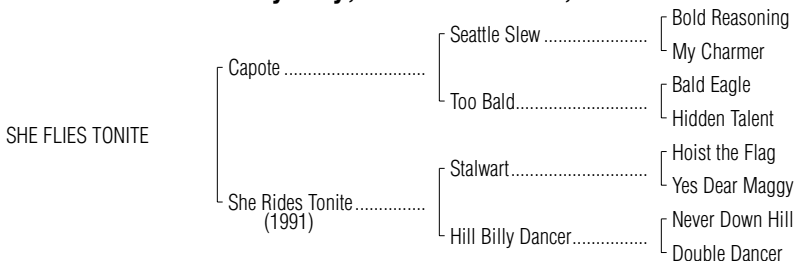 Bold Reasoning
Seattle Slew ......................
My Charmer
Capote .............................
Bald Eagle
Too Bald...........................
Hidden Talent
SHE FLIES TONITE
Hoist the Flag
Stalwart............................
Yes Dear Maggy
She Rides Tonite...............
(1991)
Never Down Hill
Hill Billy Dancer................
Double Dancer